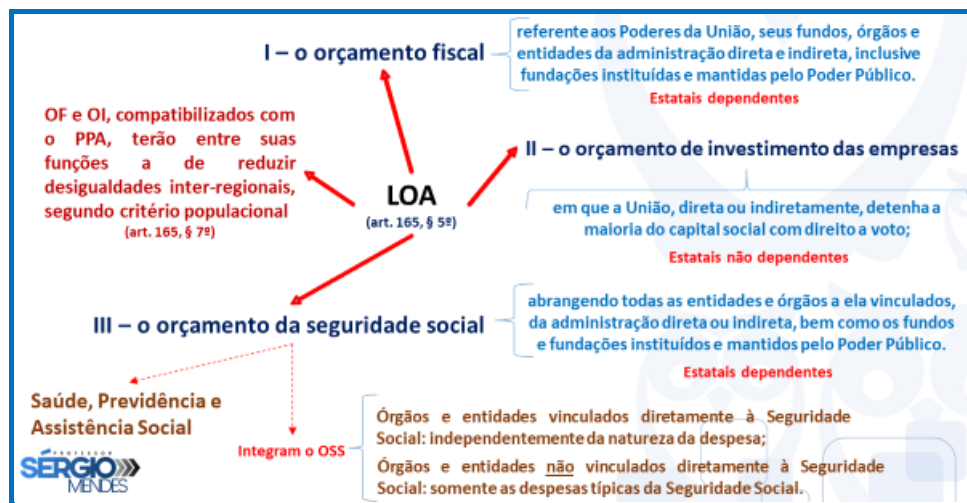 I – o orçamento fiscal
referente aos Poderes da União, seus fundos, órgãos e
entidades da administração direta e indireta, inclusive
fundações instituídas e mantidas pelo Poder Público.
Estatais dependentes
OF e OI, compatibilizados com
o PPA, terão entre suas
funções a de reduzir
desigualdades inter-regionais,
segundo critério populacional
(art. 165, § 7º)
LOA
(art. 165, § 5º)
II – o orçamento de investimento das empresas
em que a União, direta ou indiretamente, detenha a
maioria do capital social com direito a voto;
Estatais não dependentes
III – o orçamento da seguridade social
abrangendo todas as entidades e órgãos a ela vinculados,
da administração direta ou indireta, bem como os fundos
e fundações instituídos e mantidos pelo Poder Público.
Estatais dependentes
Saúde, Previdência e
Assistência Social
Integram o OSS
Órgãos e entidades vinculados diretamente à Seguridade
Social: independentemente da natureza da despesa;
Órgãos e entidades não vinculados diretamente à Seguridade
Social: somente as despesas típicas da Seguridade Social.
PROFESSOR
SÉRGIO
MENDES